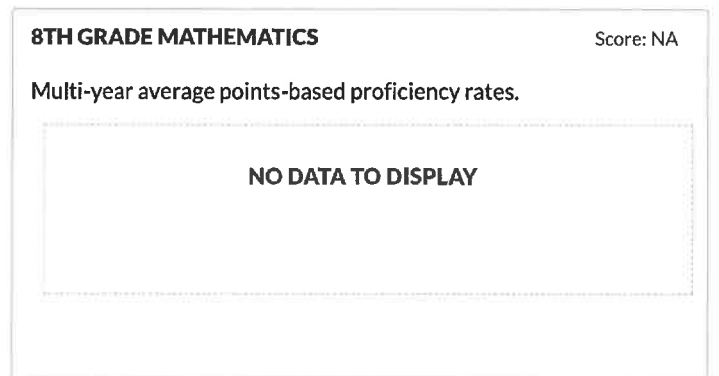 8TH GRADE MATHEMATICS Score: NA
Multi-year average points-based proficiency rates.
NO DATA TO DISPLAY